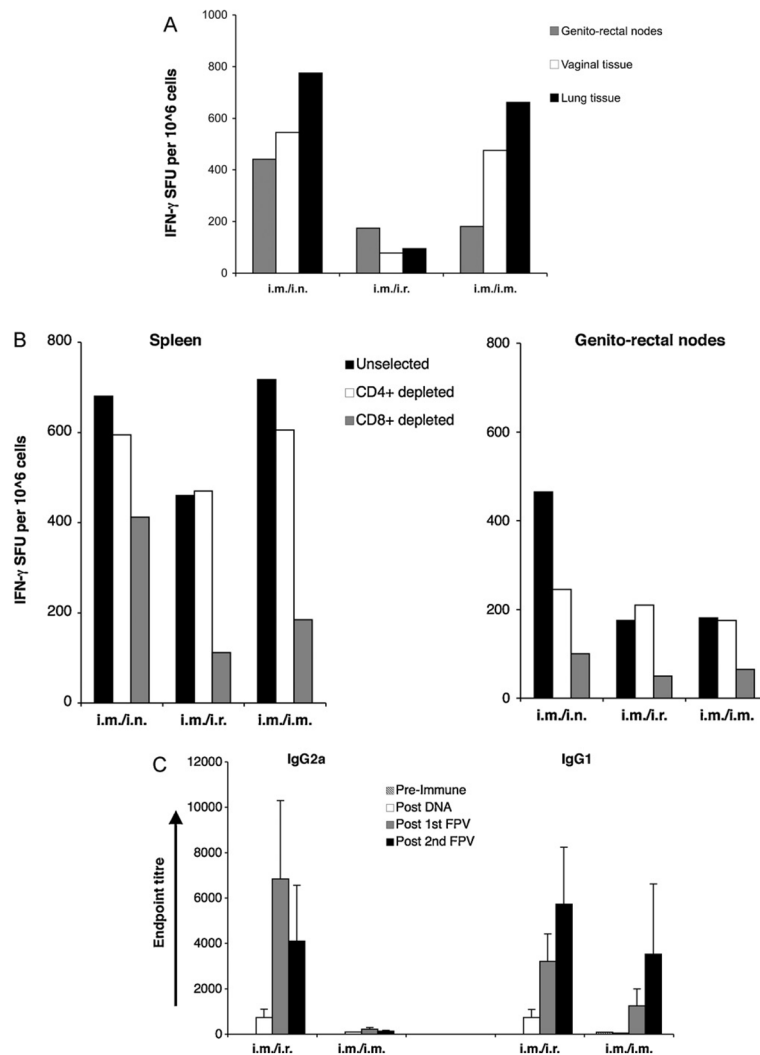 A
IFN-γ SFU per 10^6 cells
1000
800
600
400
200
0
i.m./i.n.
i.m./i.r.
i.m./i.m.
Genito-rectal nodes
Vaginal tissue
Lung tissue
B
Spleen
IFN-γ SFU per 10^6 cells
800
600
400
200
0
i.m./i.n.
i.m./i.r.
i.m./i.m.
Unselected
CD4+ depleted
CD8+ depleted
Genito-rectal nodes
800
600
400
200
0
i.m./i.n.
i.m./i.r.
i.m./i.m.
C
IgG2a
IgG1
Endpoint titre
12000
10000
8000
6000
4000
2000
0
Pre-Immune
Post DNA
Post 1st FPV
Post 2nd FPV
i.m./i.r.
i.m./i.m.
i.m./i.r.
i.m./i.m.